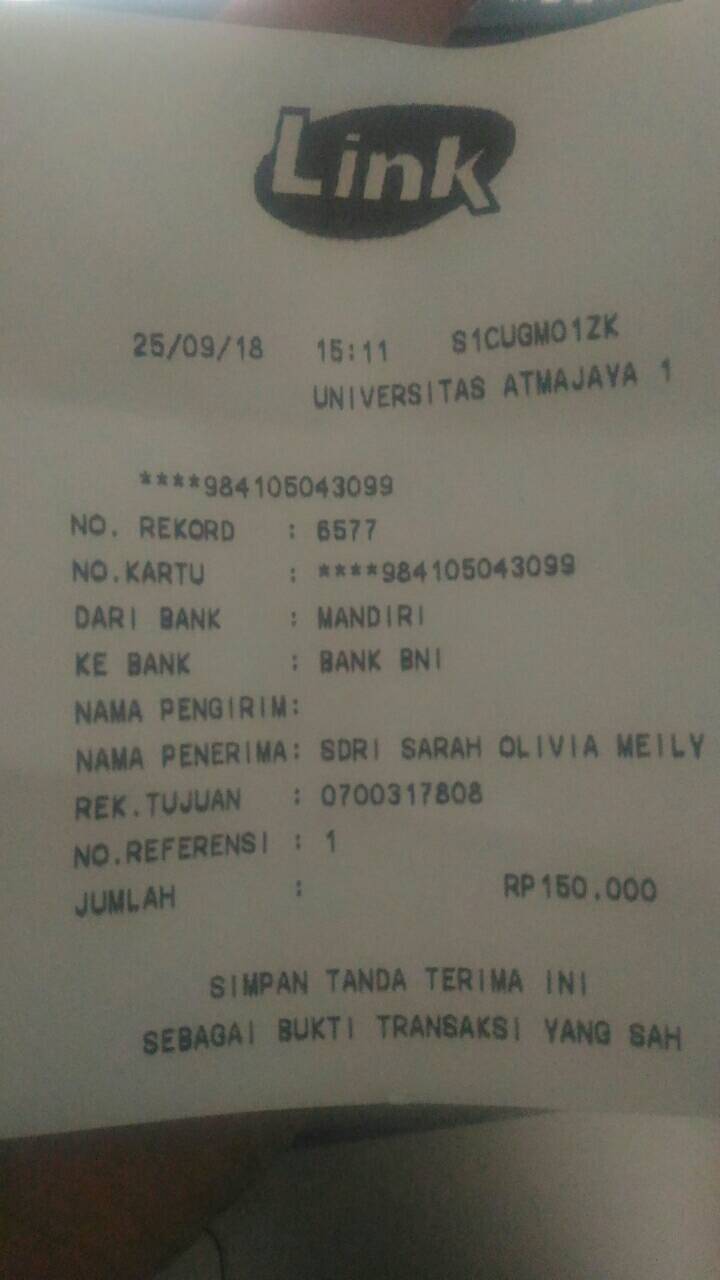 Link
25/09/18 15:11 S1CUGM01ZK
UNIVERSITAS ATMAJAYA 1
****984105043099
NO. REKORD : 6577
NO.KARTU : ****984105043099
DARI BANK : MANDIRI
KE BANK : BANK BNI
NAMA PENGIRIM:
NAMA PENERIMA: SDRI SARAH OLIVIA MEILY
REK.TUJUAN : 0700317808
NO.REFERENSI : 1
JUMLAH : RP150.000
SIMPAN TANDA TERIMA INI
SEBAGAI BUKTI TRANSAKSI YANG SAH